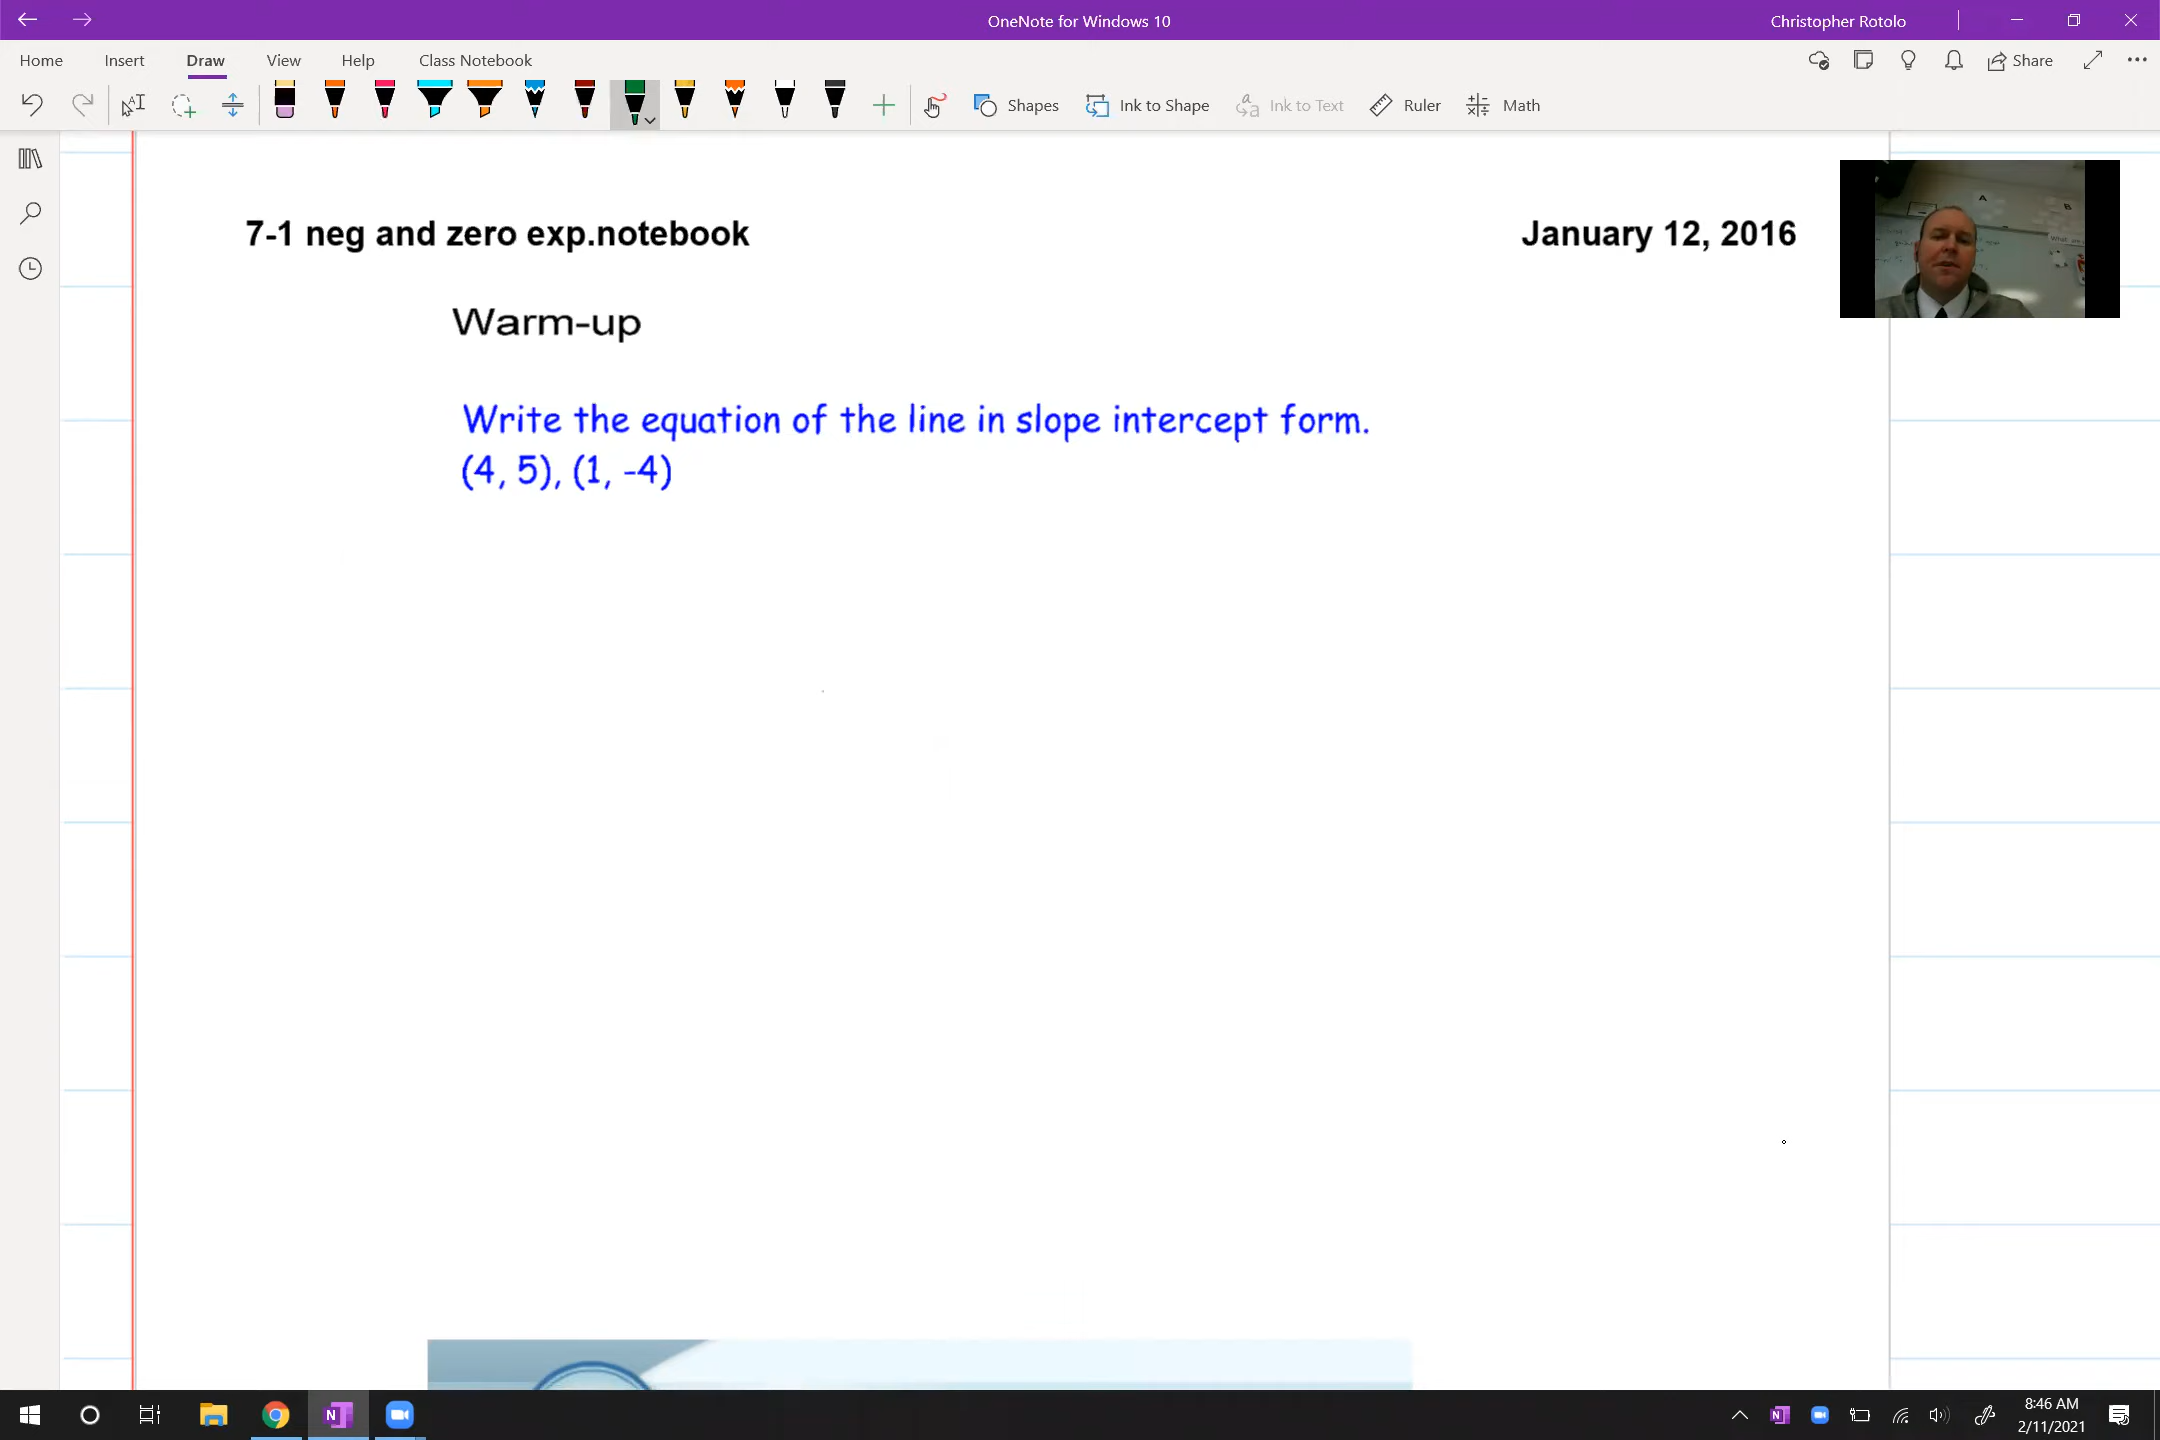 OneNote for Windows 10
Christopher Rotolo
Home Insert Draw View Help Class Notebook
Share
Shapes Ink to Shape Ink to Text Ruler Math
7-1 neg and zero exp.notebook
January 12, 2016
Warm-up
Write the equation of the line in slope intercept form.
(4, 5), (1, -4)
8:46 AM
2/11/2021